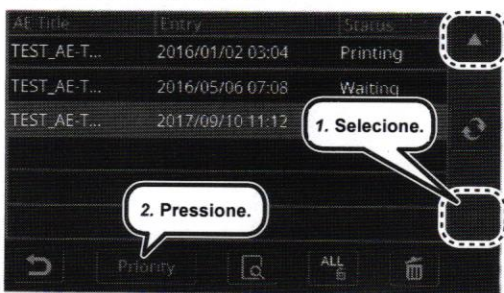 AE Title Entry Status
TEST_AE-T... 2016/01/02 03:04 Printing
TEST_AE-T... 2016/05/06 07:08 Waiting
TEST_AE-T... 2017/09/10 11:12
1. Selecione.
2. Pressione.
Priority ALL